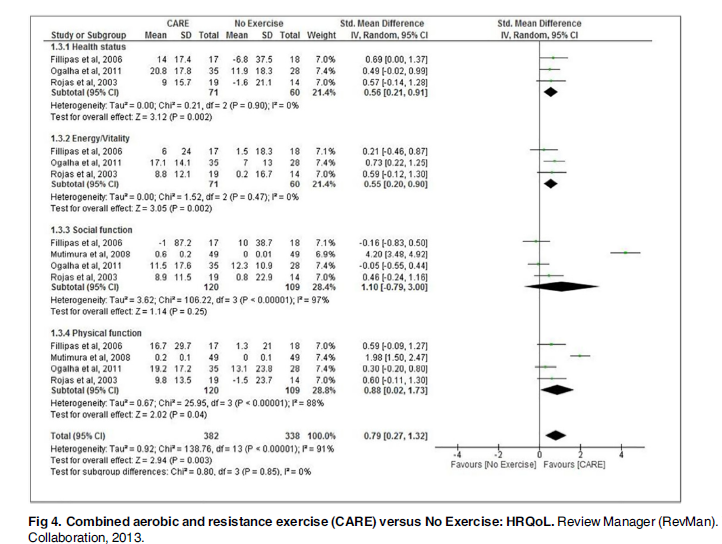 CARE No Exercise Std. Mean Difference Std. Mean Difference
Study or Subgroup Mean SD Total Mean SD Total Weight IV, Random, 95% CI IV, Random, 95% CI
1.3.1 Health status
Fillipas et al, 2006 14 17.4 17 -6.8 37.5 18 7.0% 0.69 [0.00, 1.37]
Ogalha et al, 2011 20.8 17.8 35 11.9 18.3 28 7.4% 0.49 [-0.02, 0.99]
Rojas et al, 2003 9 15.7 19 -1.6 21.1 14 7.0% 0.57 [-0.14, 1.28]
Subtotal (95% CI) 71 60 21.4% 0.56 [0.21, 0.91]
Heterogeneity: Tau² = 0.00; Chi² = 0.21, df = 2 (P = 0.90); I² = 0%
Test for overall effect: Z = 3.12 (P = 0.002)
1.3.2 Energy/Vitality
Fillipas et al, 2006 6 24 17 1.5 18.3 18 7.0% 0.21 [-0.46, 0.87]
Ogalha et al, 2011 17.1 14.1 35 7 13 28 7.4% 0.73 [0.22, 1.25]
Rojas et al, 2003 8.8 12.1 19 0.2 16.7 14 7.0% 0.59 [-0.12, 1.30]
Subtotal (95% CI) 71 60 21.4% 0.55 [0.20, 0.90]
Heterogeneity: Tau² = 0.00; Chi² = 1.52, df = 2 (P = 0.47); I² = 0%
Test for overall effect: Z = 3.05 (P = 0.002)
1.3.3 Social function
Fillipas et al, 2006 -1 87.2 17 10 38.7 18 7.1% -0.16 [-0.83, 0.50]
Mutimura et al, 2008 0.6 0.2 49 0 0.01 49 6.9% 4.20 [3.48, 4.92]
Ogalha et al, 2011 11.5 17.6 35 12.3 10.9 28 7.4% -0.05 [-0.55, 0.44]
Rojas et al, 2003 8.9 11.5 19 0.8 22.9 14 7.0% 0.46 [-0.24, 1.16]
Subtotal (95% CI) 120 109 28.4% 1.10 [-0.79, 3.00]
Heterogeneity: Tau² = 3.62; Chi² = 106.22, df = 3 (P < 0.00001); I² = 97%
Test for overall effect: Z = 1.14 (P = 0.25)
1.3.4 Physical function
Fillipas et al, 2006 16.7 29.7 17 1.3 21 18 7.0% 0.59 [-0.09, 1.27]
Mutimura et al, 2008 0.2 0.1 49 0 0.1 49 7.4% 1.98 [1.50, 2.47]
Ogalha et al, 2011 19.2 17.2 35 13.1 23.8 28 7.4% 0.30 [-0.20, 0.80]
Rojas et al, 2003 9.8 13.5 19 -1.5 23.7 14 7.0% 0.60 [-0.11, 1.30]
Subtotal (95% CI) 120 109 28.8% 0.88 [0.02, 1.73]
Heterogeneity: Tau² = 0.67; Chi² = 25.95, df = 3 (P < 0.00001); I² = 88%
Test for overall effect: Z = 2.02 (P = 0.04)
Total (95% CI) 382 338 100.0% 0.79 [0.27, 1.32]
Heterogeneity: Tau² = 0.92; Chi² = 138.76, df = 13 (P < 0.00001); I² = 91%
Test for overall effect: Z = 2.94 (P = 0.003)
Test for subgroup differences: Chi² = 0.80, df = 3 (P = 0.85), I² = 0%
-4 -2 0 2 4
Favours [No Exercise] Favours [CARE]
Fig 4. Combined aerobic and resistance exercise (CARE) versus No Exercise: HRQoL. Review Manager (RevMan).
Collaboration, 2013.